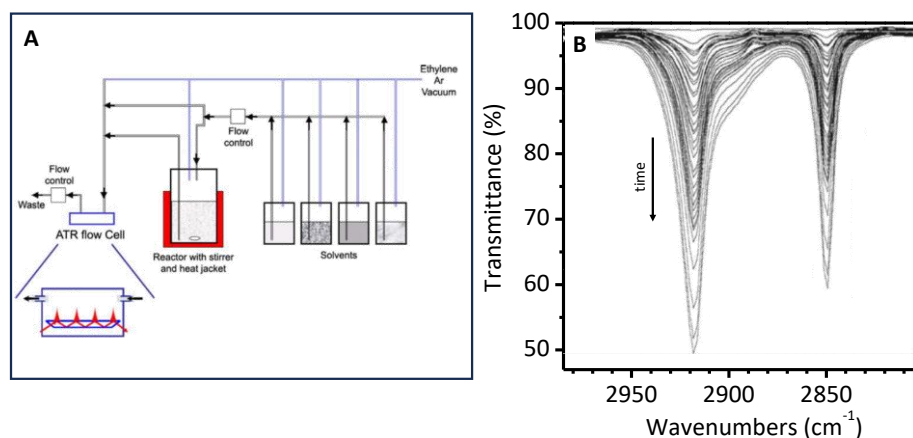 A
Ethylene
Ar
Vacuum
Flow
control
Flow
control
Waste
ATR flow Cell
Reactor with stirrer
and heat jacket
Solvents
B
100
90
80
70
60
50
time
Transmittance (%)
2950
2900
2850
Wavenumbers (cm⁻¹)